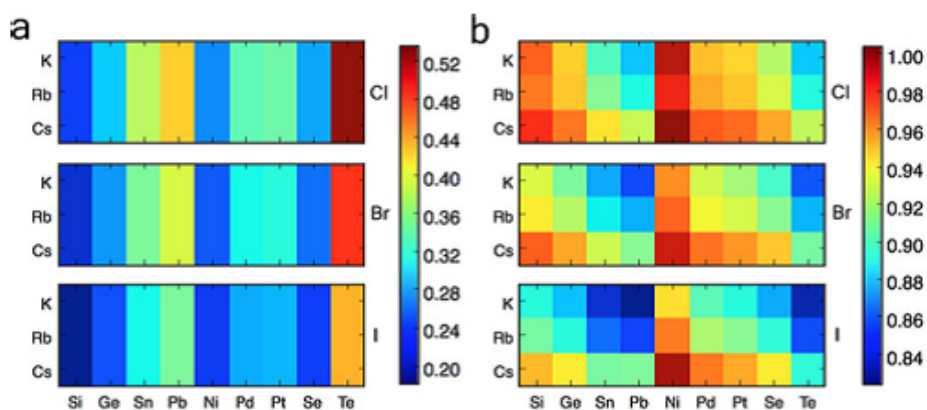 a
K
Rb
Cs
Cl
K
Rb
Cs
Br
K
Rb
Cs
I
Si Ge Sn Pb Ni Pd Pt Se Te
0.52
0.48
0.44
0.40
0.36
0.32
0.28
0.24
0.20
b
K
Rb
Cs
Cl
K
Rb
Cs
Br
K
Rb
Cs
I
Si Ge Sn Pb Ni Pd Pt Se Te
1.00
0.98
0.96
0.94
0.92
0.90
0.88
0.86
0.84